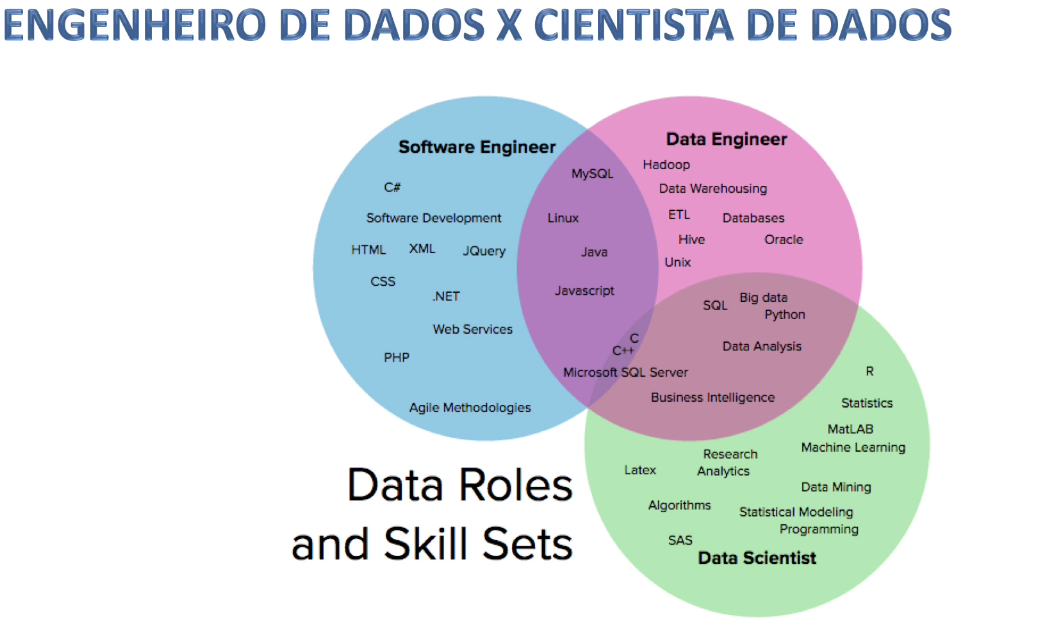 ENGENHEIRO DE DADOS X CIENTISTA DE DADOS
Software Engineer
C#
Software Development
HTML XML JQuery
CSS
.NET
Web Services
PHP
Agile Methodologies
MySQL
Linux
Java
Javascript
C
C++
Microsoft SQL Server
Data Engineer
Hadoop
Data Warehousing
ETL Databases
Hive Oracle
Unix
SQL Big data
Python
Data Analysis
Business Intelligence
R
Statistics
MatLAB
Machine Learning
Research
Latex Analytics
Data Mining
Algorithms Statistical Modeling
Programming
SAS
Data Scientist
Data Roles
and Skill Sets